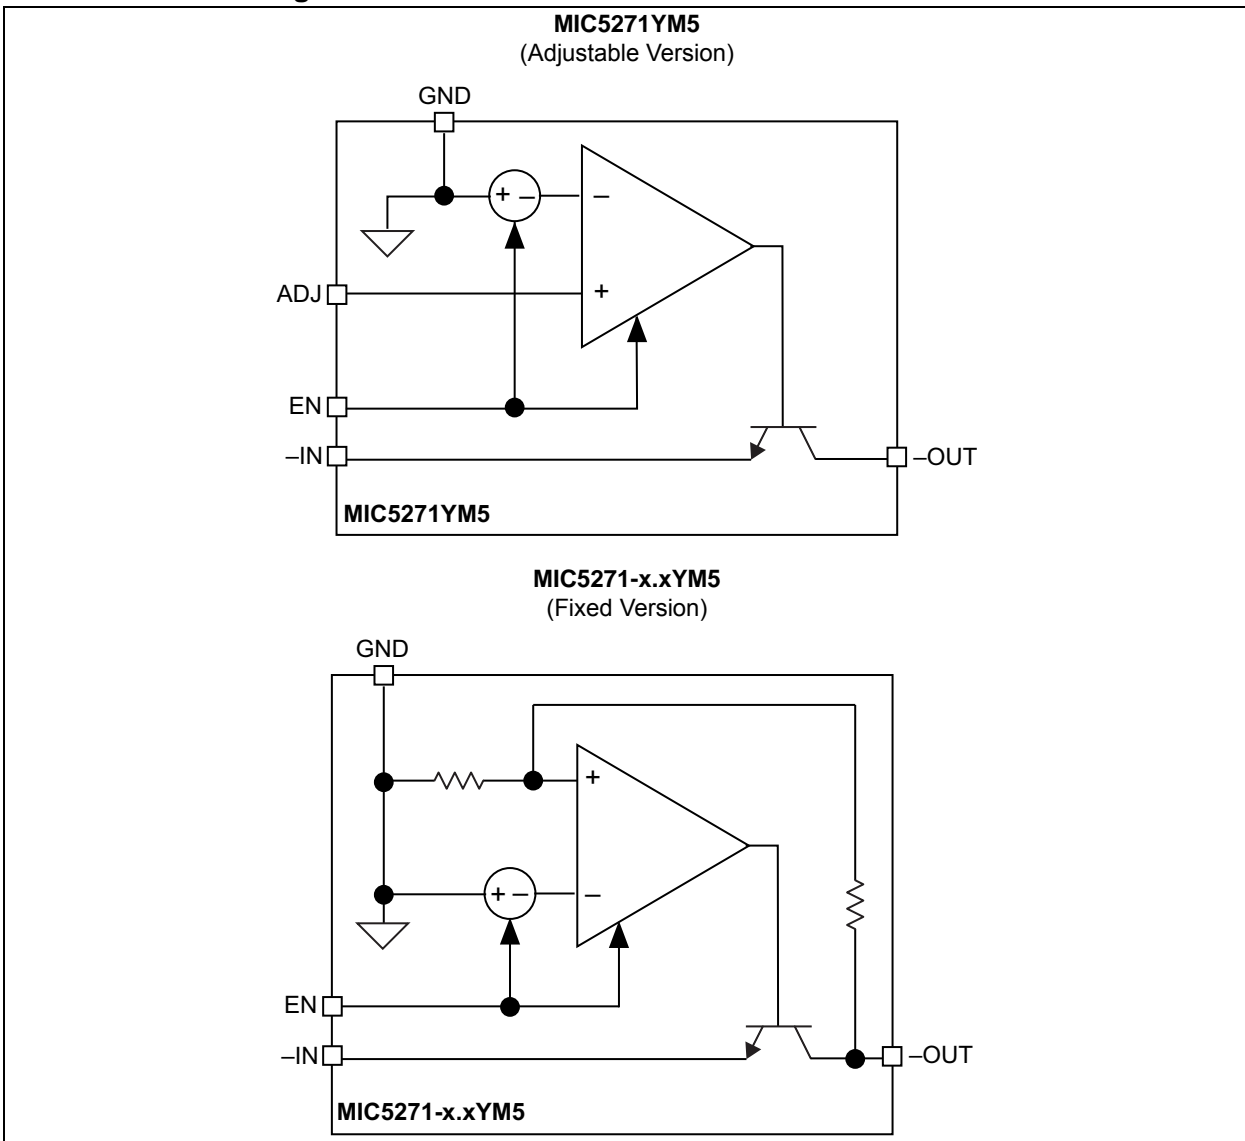 MIC5271YM5
(Adjustable Version)
GND
+ –
–
ADJ
+
EN
–IN
–OUT
MIC5271YM5
MIC5271-x.xYM5
(Fixed Version)
GND
+
+ –
–
EN
–IN
–OUT
MIC5271-x.xYM5